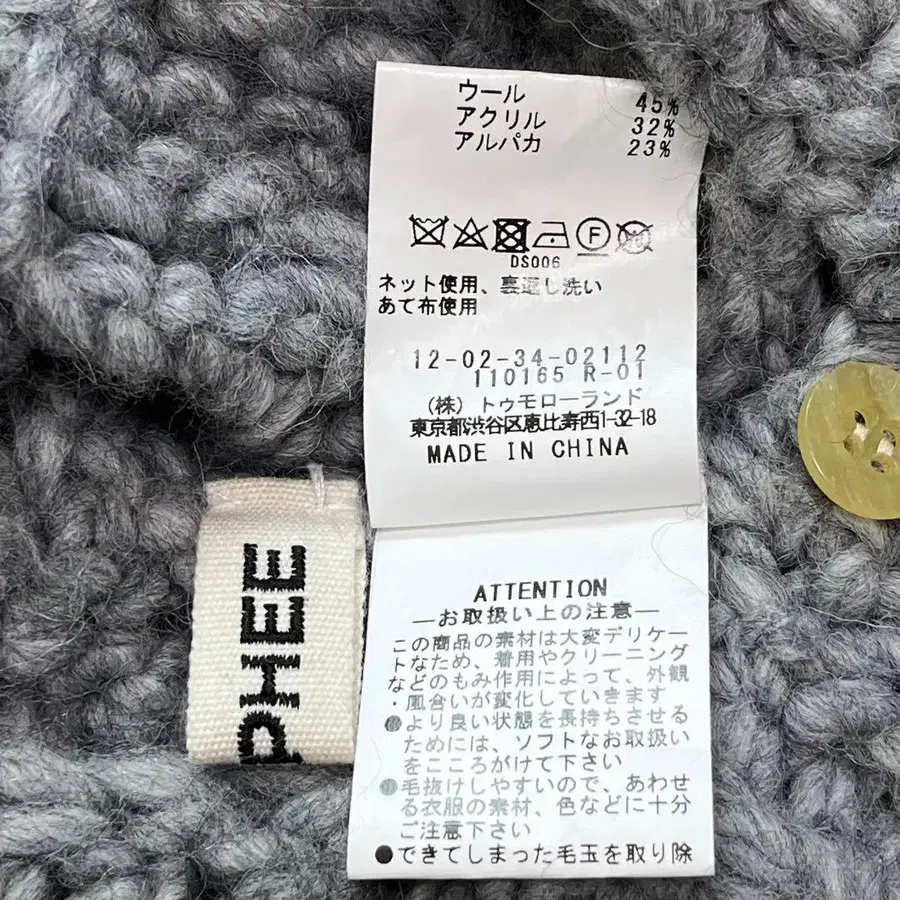 ウール 45%
アクリル 32%
アルパカ 23%
F
DS006
ネット使用、裏返し洗い
あて布使用
12-02-34-02112
110165 R-01
(株)トゥモローランド
東京都渋谷区恵比寿西1-32-18
MADE IN CHINA
PHEE
ATTENTION
―お取扱い上の注意―
この商品の素材は大変デリケー
トなため、着用やクリーニング
などのもみ作用によって、外観
・風合いが変化していきます
●より良い状態を長持ちさせる
ためには、ソフトなお取扱い
をこころがけて下さい
●毛抜けしやすいので、あわせ
る衣服の素材、色などに十分
ご注意下さい
●できてしまった毛玉を取り除